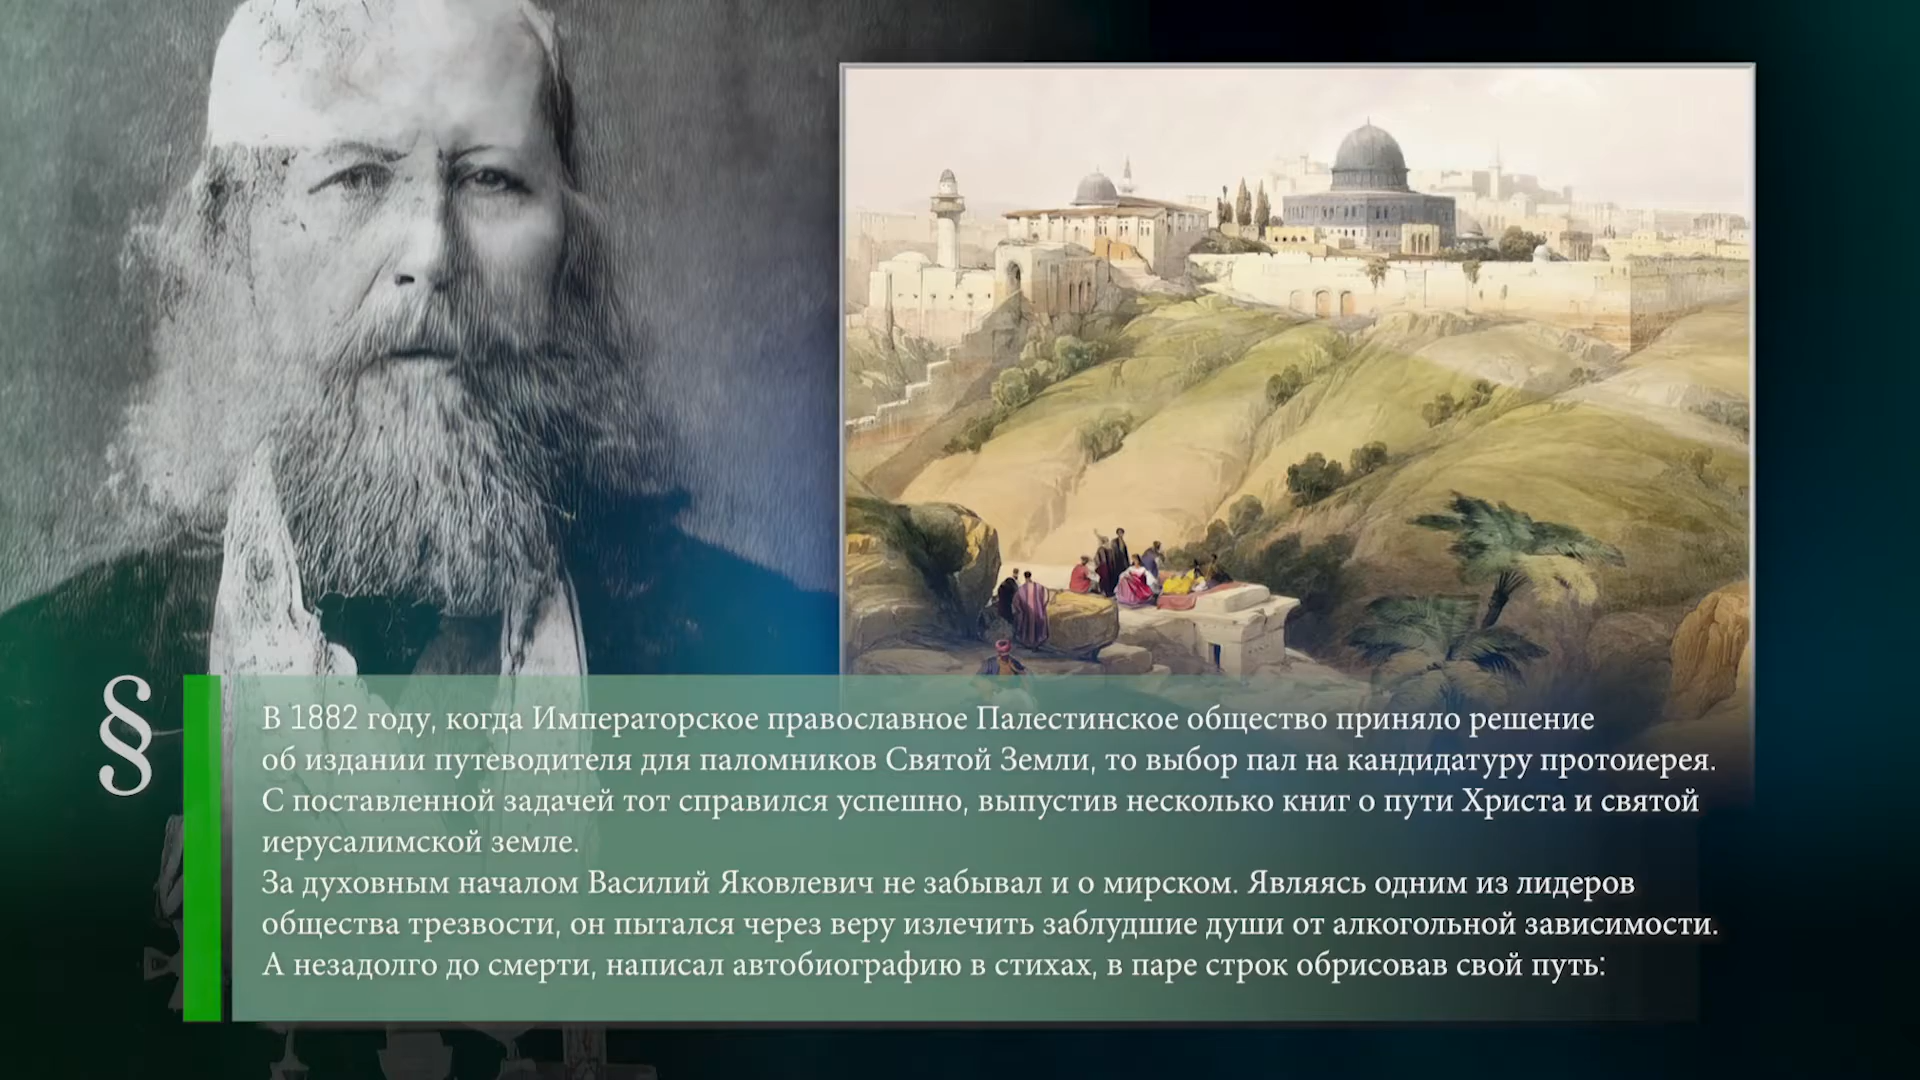 §
В 1882 году, когда Императорское православное Палестинское общество приняло решение
об издании путеводителя для паломников Святой Земли, то выбор пал на кандидатуру протоиерея.
С поставленной задачей тот справился успешно, выпустив несколько книг о пути Христа и святой
иерусалимской земле.
За духовным началом Василий Яковлевич не забывал и о мирском. Являясь одним из лидеров
общества трезвости, он пытался через веру излечить заблудшие души от алкогольной зависимости.
А незадолго до смерти, написал автобиографию в стихах, в паре строк обрисовав свой путь: